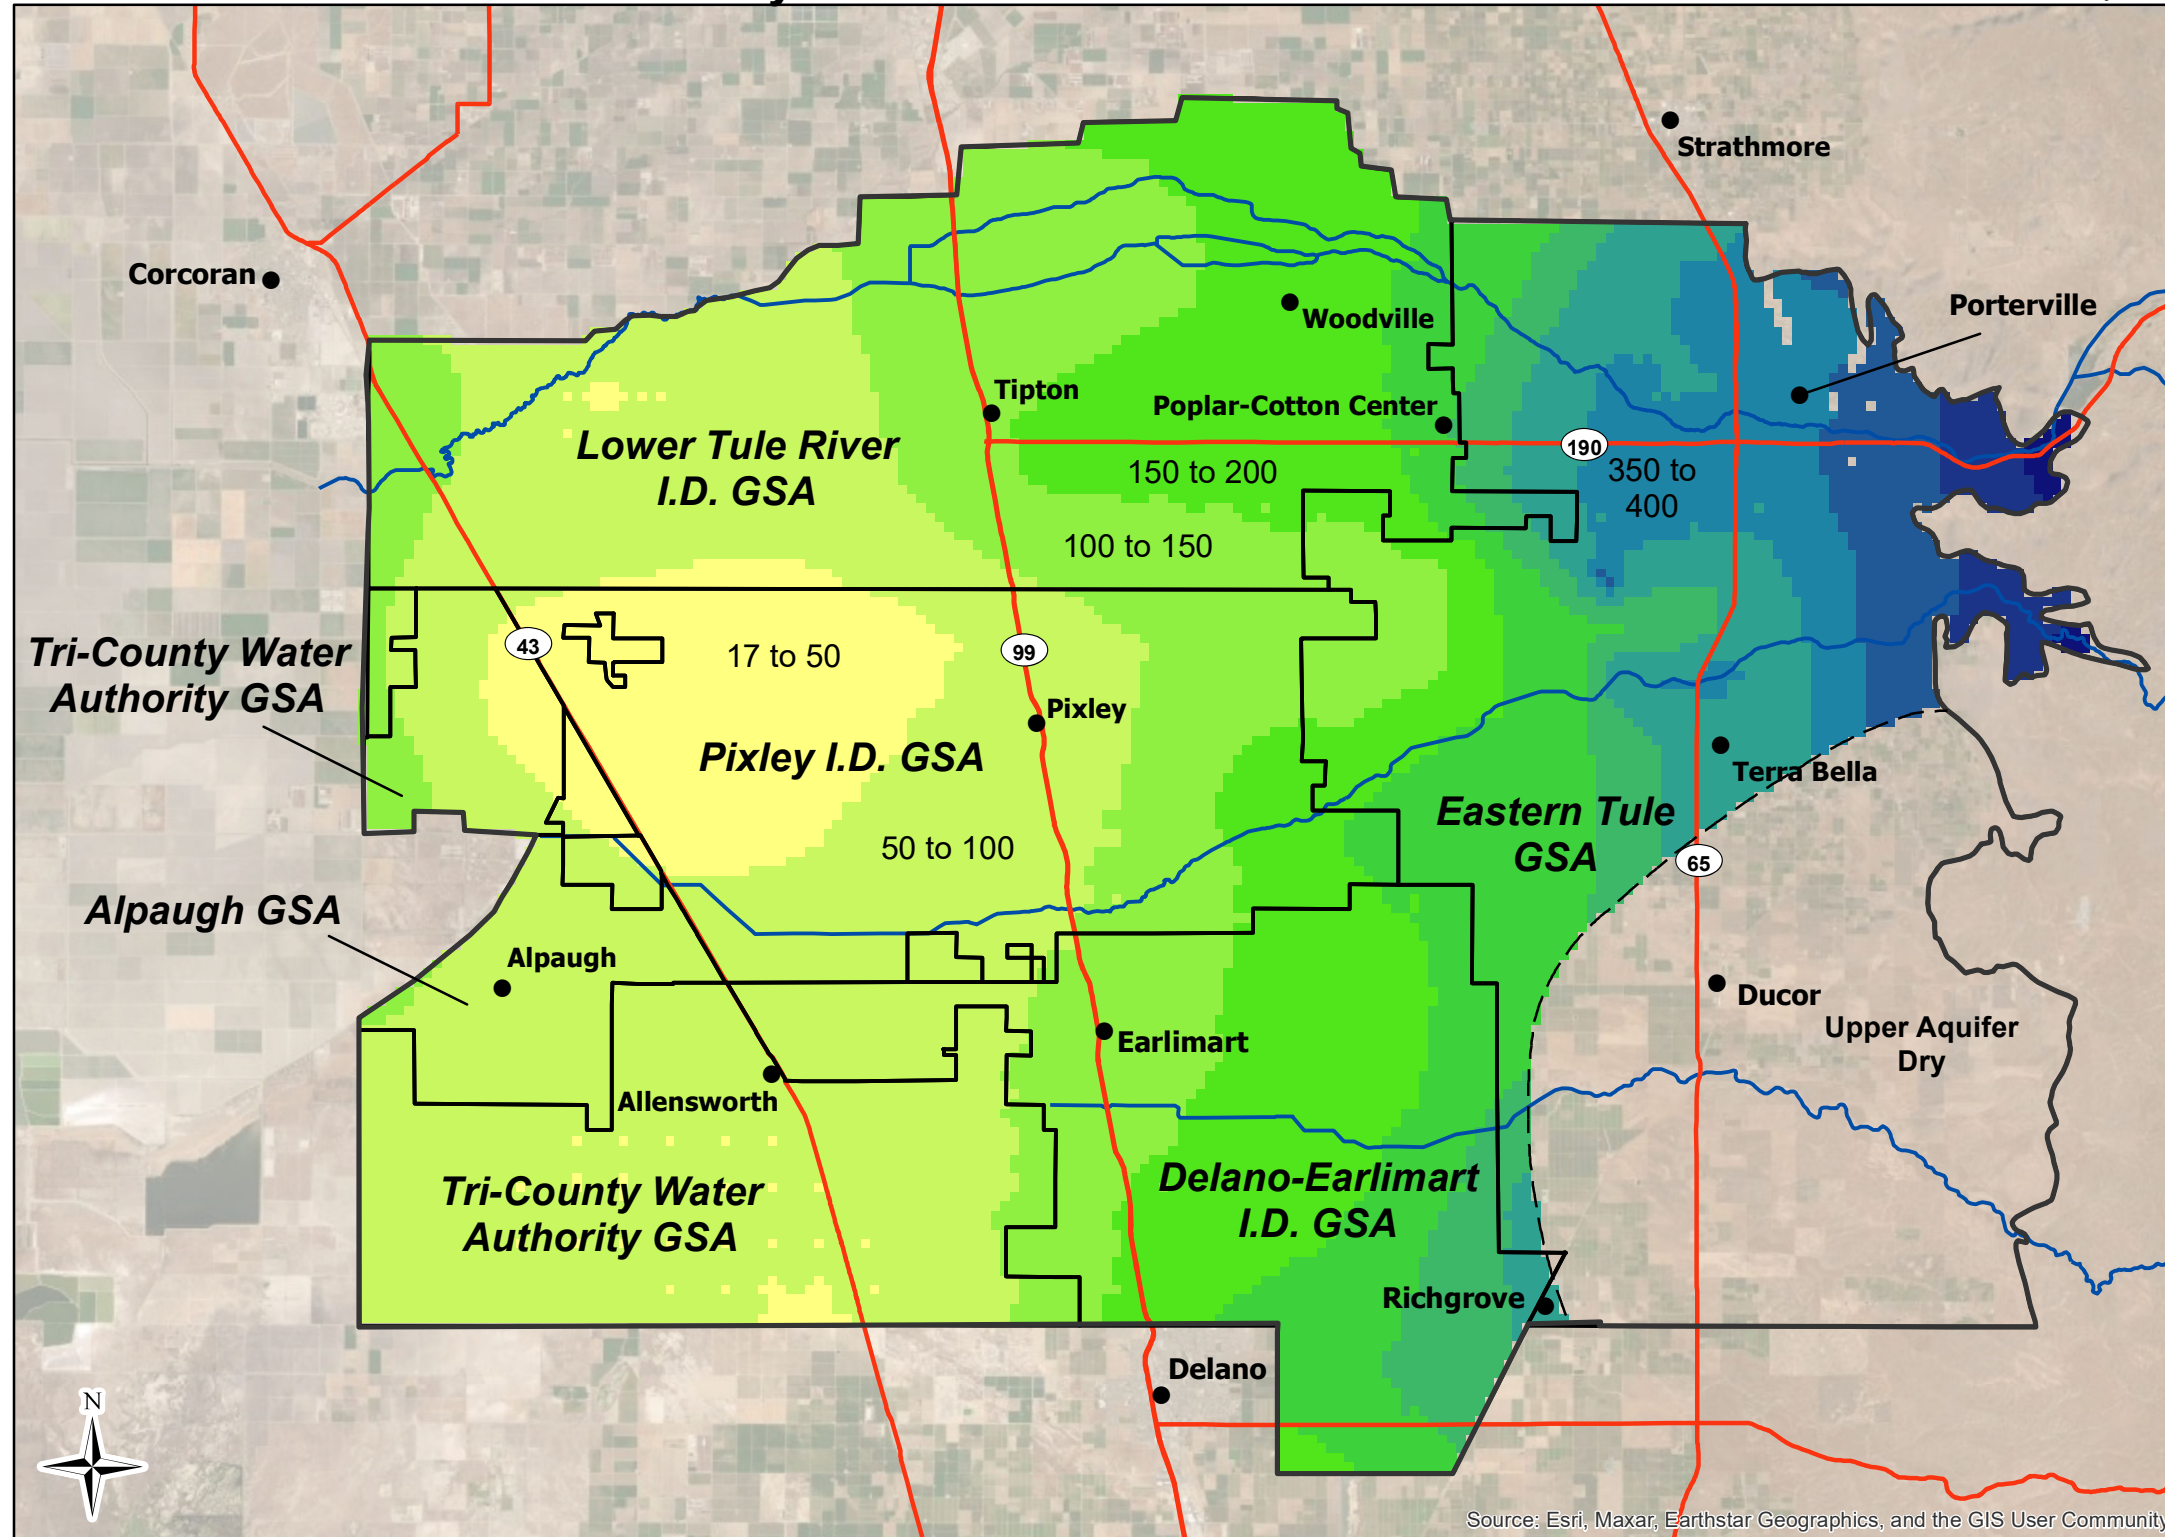 Strathmore
Corcoran
Porterville
Woodville
Tipton
Poplar-Cotton Center
Lower Tule River
I.D. GSA
190
150 to 200
350 to
400
100 to 150
Tri-County Water
Authority GSA
43
17 to 50
99
Pixley
Pixley I.D. GSA
Terra Bella
Eastern Tule
GSA
50 to 100
65
Alpaugh GSA
Alpaugh
Ducor
Upper Aquifer
Dry
Earlimart
Allensworth
Tri-County Water
Authority GSA
Delano-Earlimart
I.D. GSA
Richgrove
Delano
N
Source: Esri, Maxar, Earthstar Geographics, and the GIS User Community